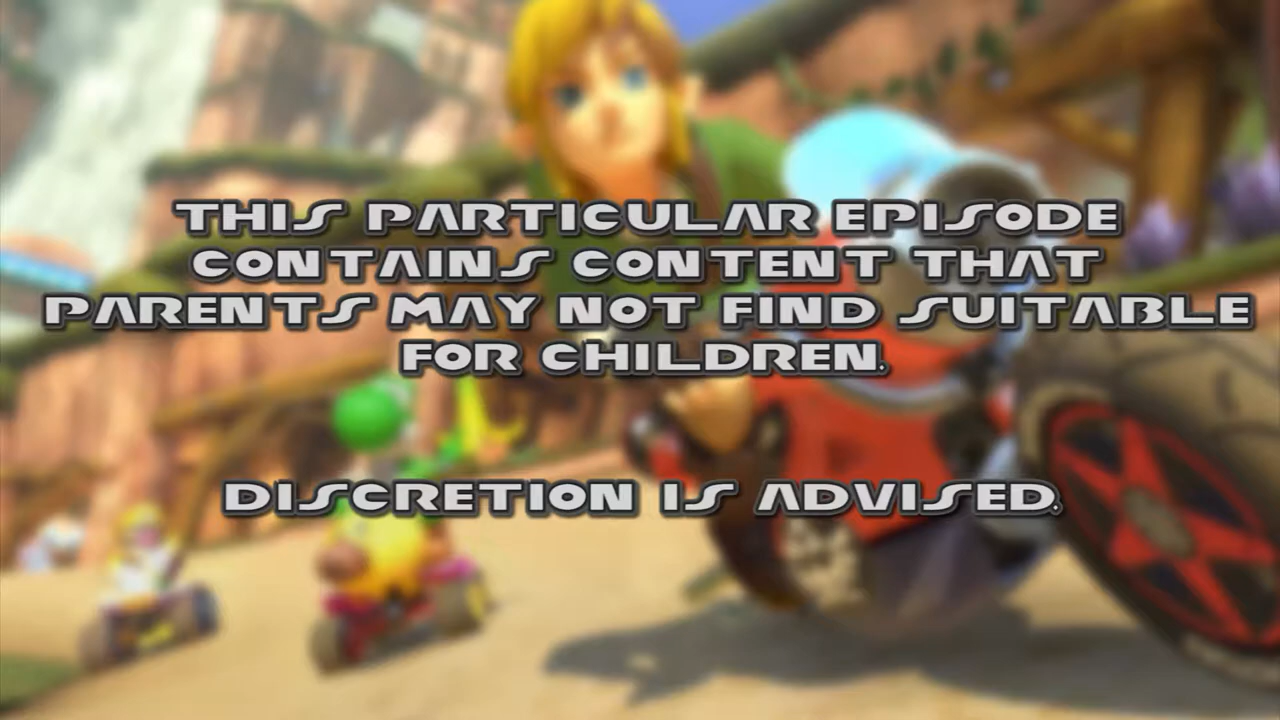 THIS PARTICULAR EPISODE
CONTAINS CONTENT THAT
PARENTS MAY NOT FIND SUITABLE
FOR CHILDREN.
DISCRETION IS ADVISED.